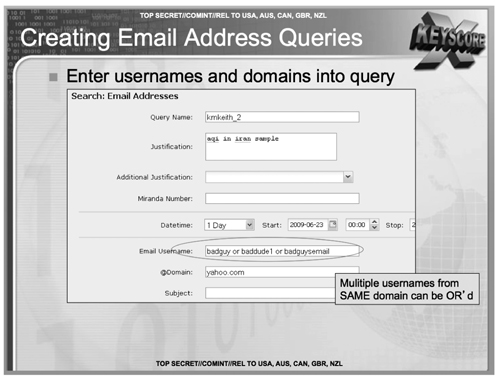 TOP SECRET//COMINT//REL TO USA, AUS, CAN, GBR, NZL
Creating Email Address Queries
X KEYSCORE
Enter usernames and domains into query
Search: Email Addresses
Query Name: kmkeith_2
Justification: aqi in iran sample
Additional Justification:
Miranda Number:
Datetime: 1 Day Start: 2009-06-23 00:00 Stop: 2
Email Username: badguy or baddude1 or badguysemail
@Domain: yahoo.com
Subject:
Mulitiple usernames from
SAME domain can be OR'd
TOP SECRET//COMINT//REL TO USA, AUS, CAN, GBR, NZL